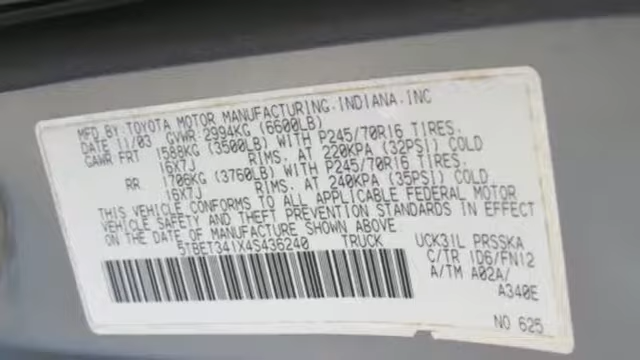 MFD.BY:TOYOTA MOTOR MANUFACTURING.INDIANA.INC
DATE 11/03 GVWR:2994KG (6600LB)
GAWR FRT 1588KG (3500LB) WITH P245/70R16 TIRES.
16X7J RIMS. AT 220KPA (32PSI) COLD
RR 1706KG (3760LB) WITH P245/70R16 TIRES.
16X7J RIMS. AT 240KPA (35PSI) COLD.
THIS VEHICLE CONFORMS TO ALL APPLICABLE FEDERAL MOTOR
VEHICLE SAFETY AND THEFT PREVENTION STANDARDS IN EFFECT
ON THE DATE OF MANUFACTURE SHOWN ABOVE.
5TBET341X4S436240 TRUCK
UCK31L PRSSKA
C/TR 1D6/FN12
A/TM A02A/
A340E
NO 625